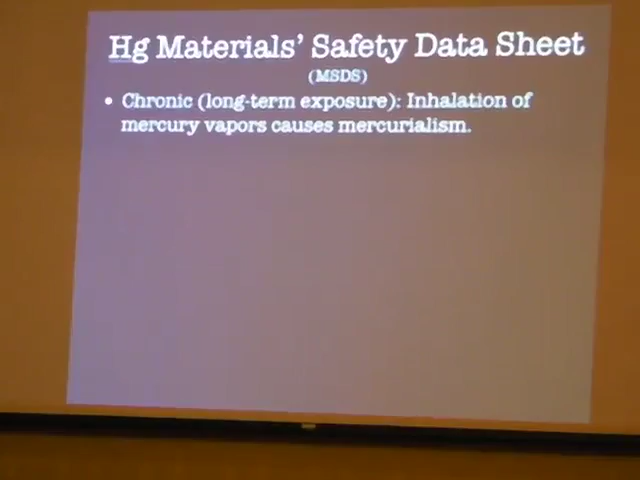 Hg Materials' Safety Data Sheet
(MSDS)
• Chronic (long-term exposure): Inhalation of
mercury vapors causes mercurialism.